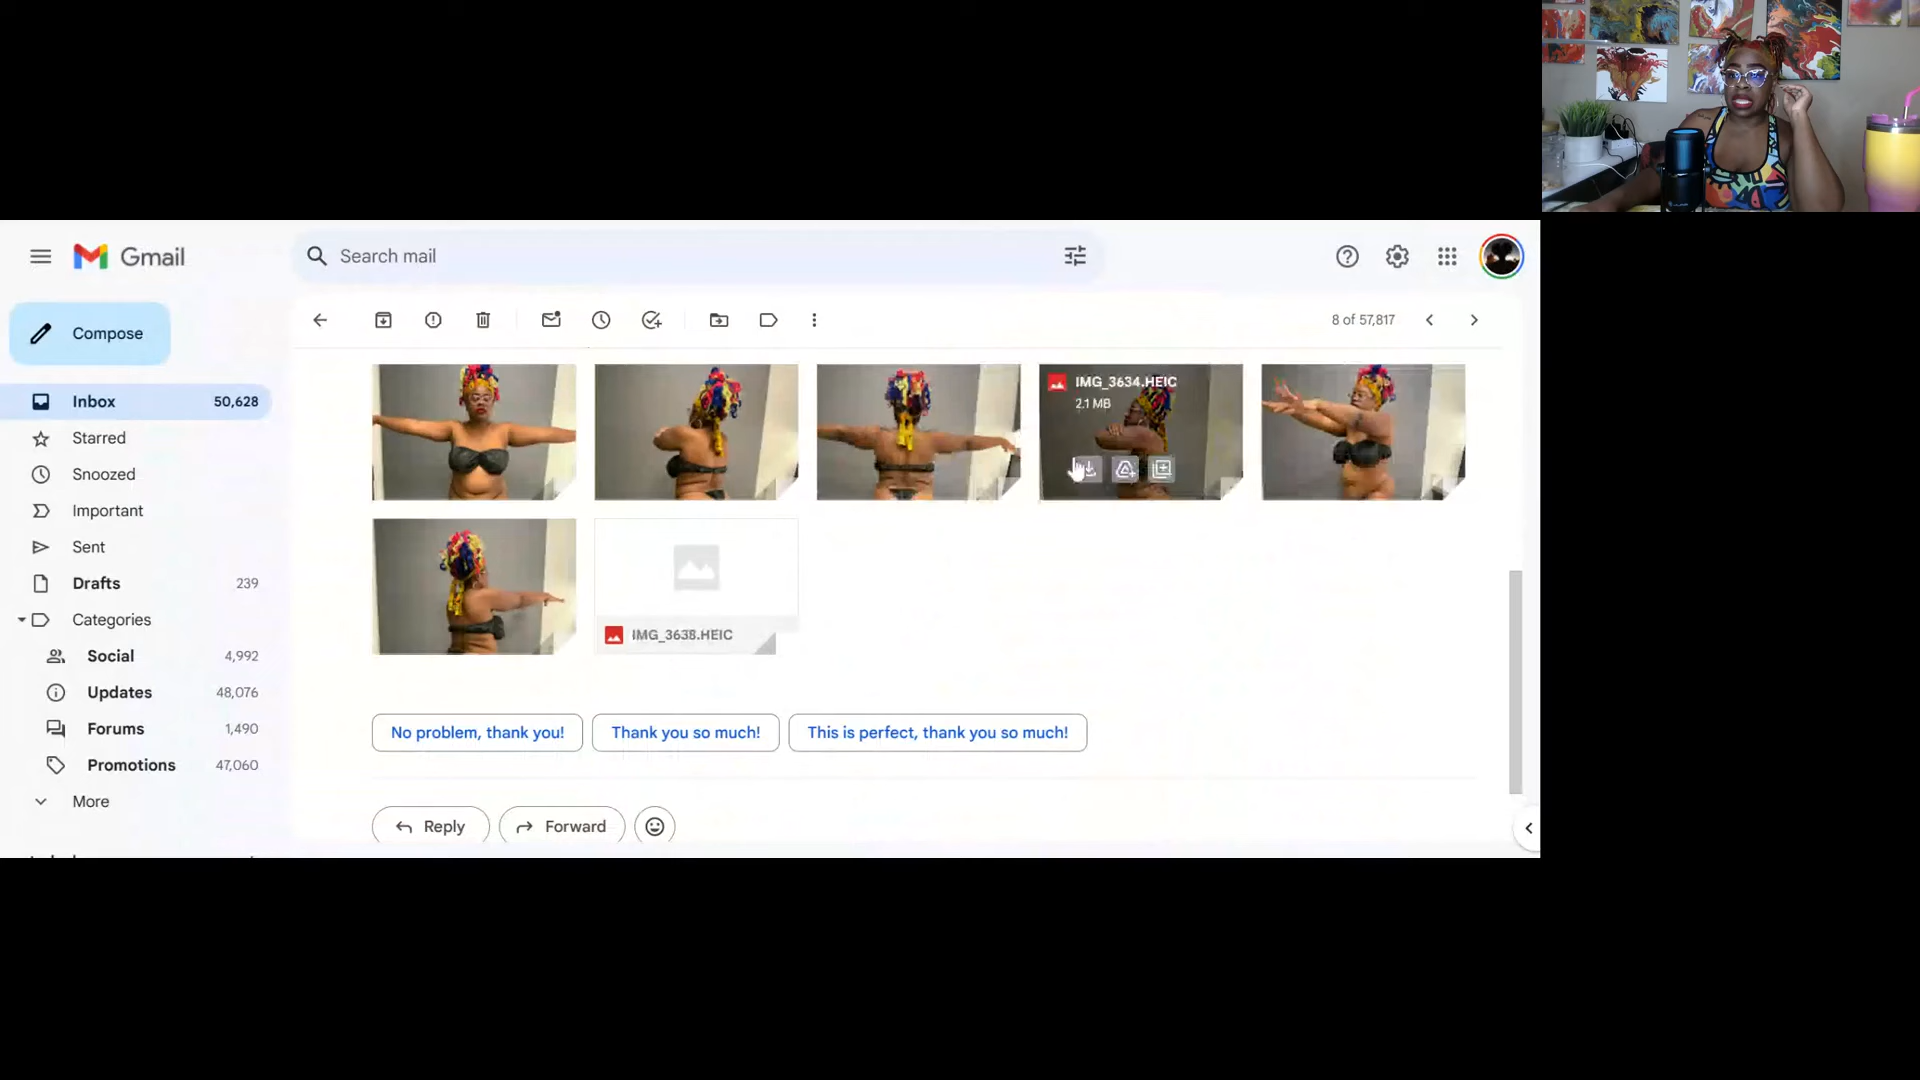 Gmail
Search mail
Compose
8 of 57,817
Inbox 50,628
Starred
Snoozed
Important
Sent
Drafts 239
Categories
Social 4,992
Updates 48,076
Forums 1,490
Promotions 47,060
More
IMG_3634.HEIC
2.1 MB
IMG_3638.HEIC
No problem, thank you!
Thank you so much!
This is perfect, thank you so much!
Reply
Forward